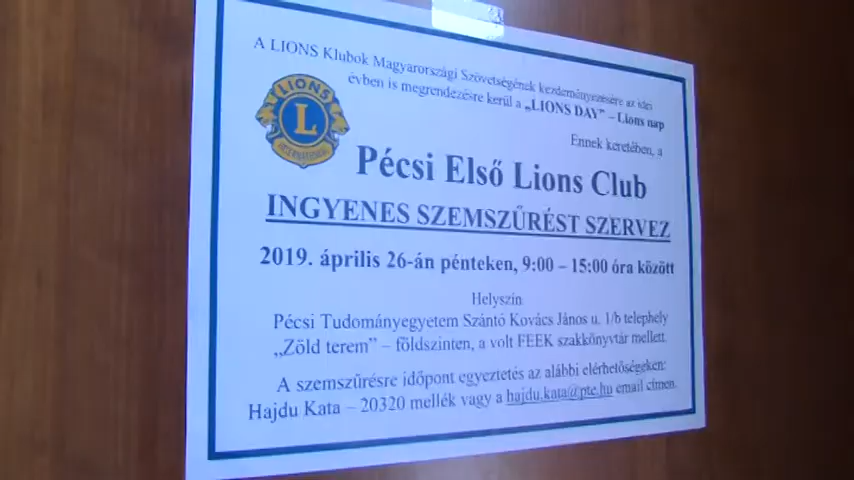 A LIONS Klubok Magyarországi Szövetségének kezdeményezésére az idei
évben is megrendezésre kerül a „LIONS DAY” – Lions nap
Ennek keretében, a
LIONS
L
INTERNATIONAL
Pécsi Első Lions Club
INGYENES SZEMSZŰRÉST SZERVEZ
2019. április 26-án pénteken, 9:00 – 15:00 óra között
Helyszín
Pécsi Tudományegyetem Szántó Kovács János u. 1/b telephely
„Zöld terem” – földszinten, a volt FEEK szakkönyvtár mellett.
A szemszűrésre időpont egyeztetés az alábbi elérhetőségeken:
Hajdu Kata – 20320 mellék vagy a hajdu.kata@pte.hu email címen.